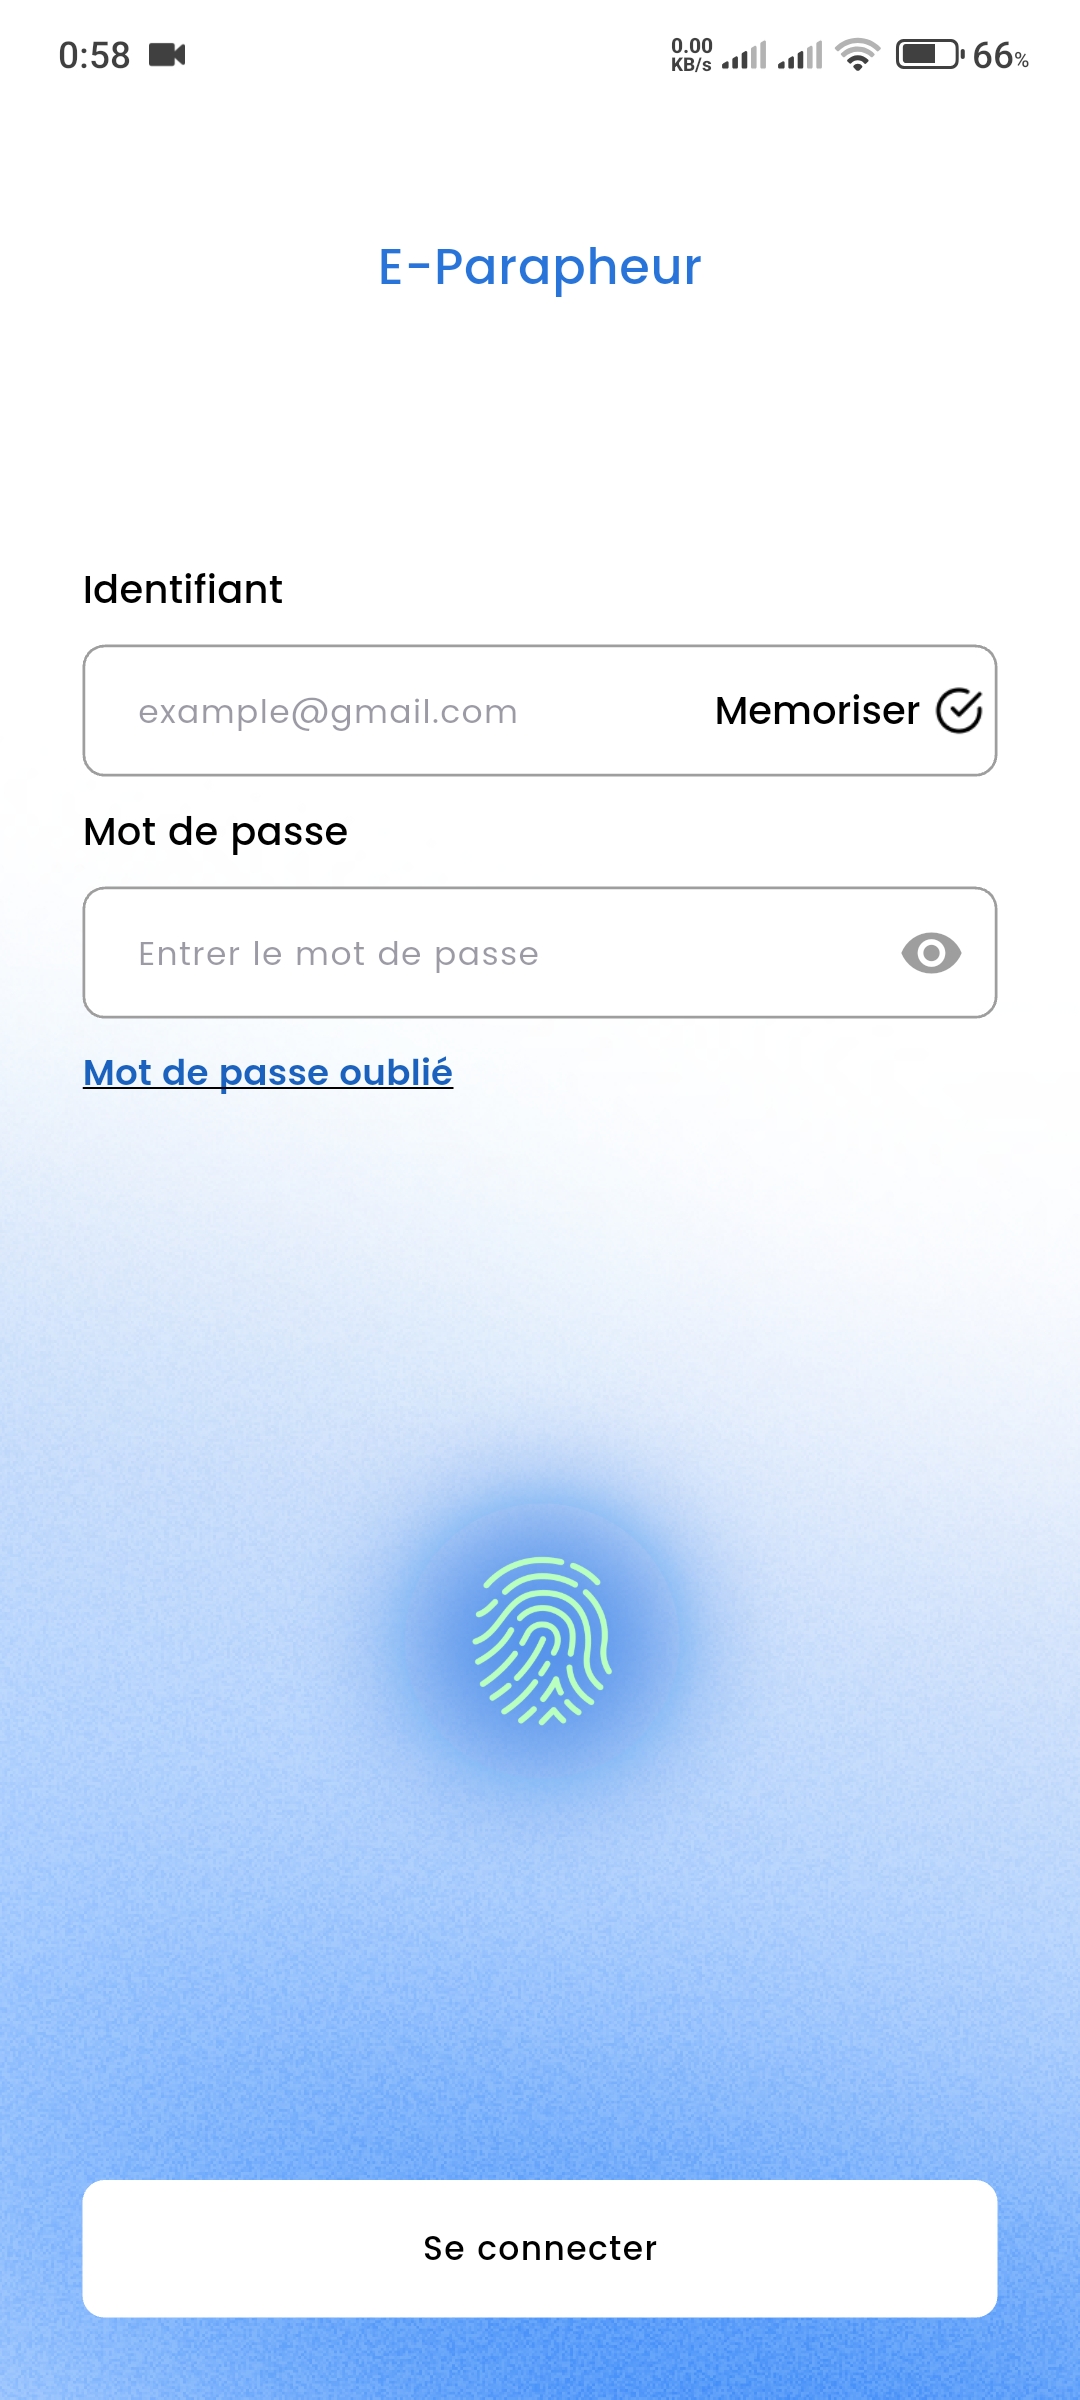 0:58
0.00
KB/s
66%
E-Parapheur
Identifiant
example@gmail.com
Memoriser
Mot de passe
Entrer le mot de passe
Mot de passe oublié
Se connecter